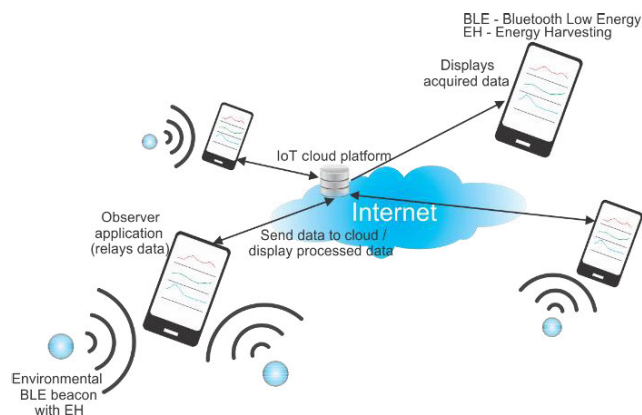 BLE - Bluetooth Low Energy
EH - Energy Harvesting
Displays
acquired data
IoT cloud platform
Internet
Observer
application
(relays data)
Send data to cloud /
display processed data
Environmental
BLE beacon
with EH